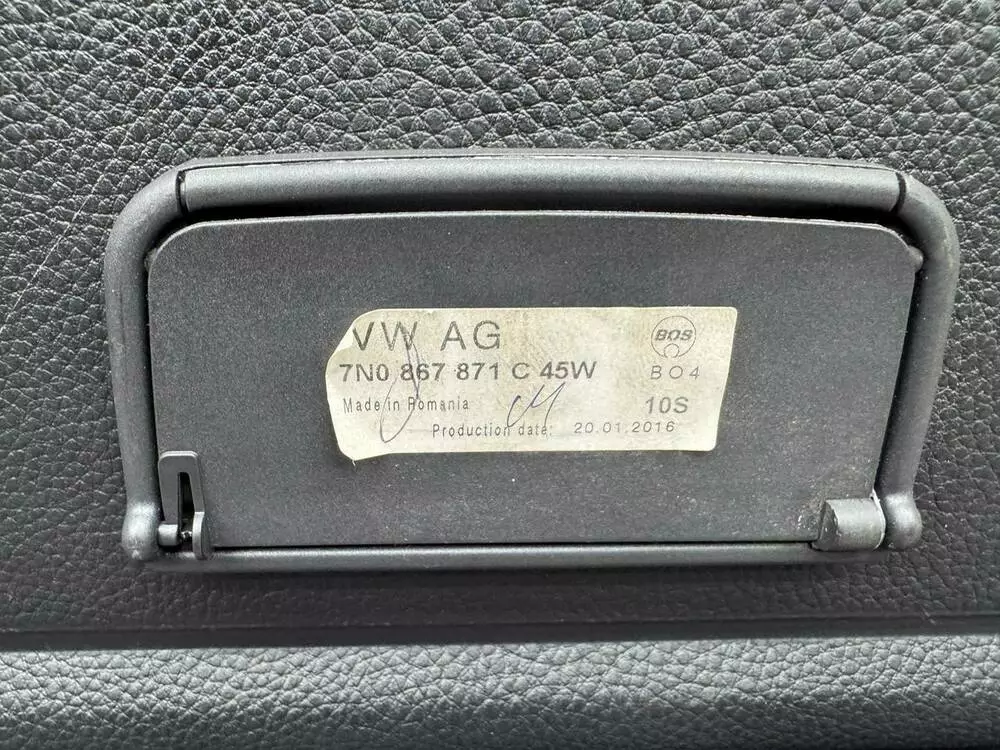 VW AG
BOS
7N0 867 871 C 45W
BO4
Made in Romania
10S
Production date: 20.01.2016